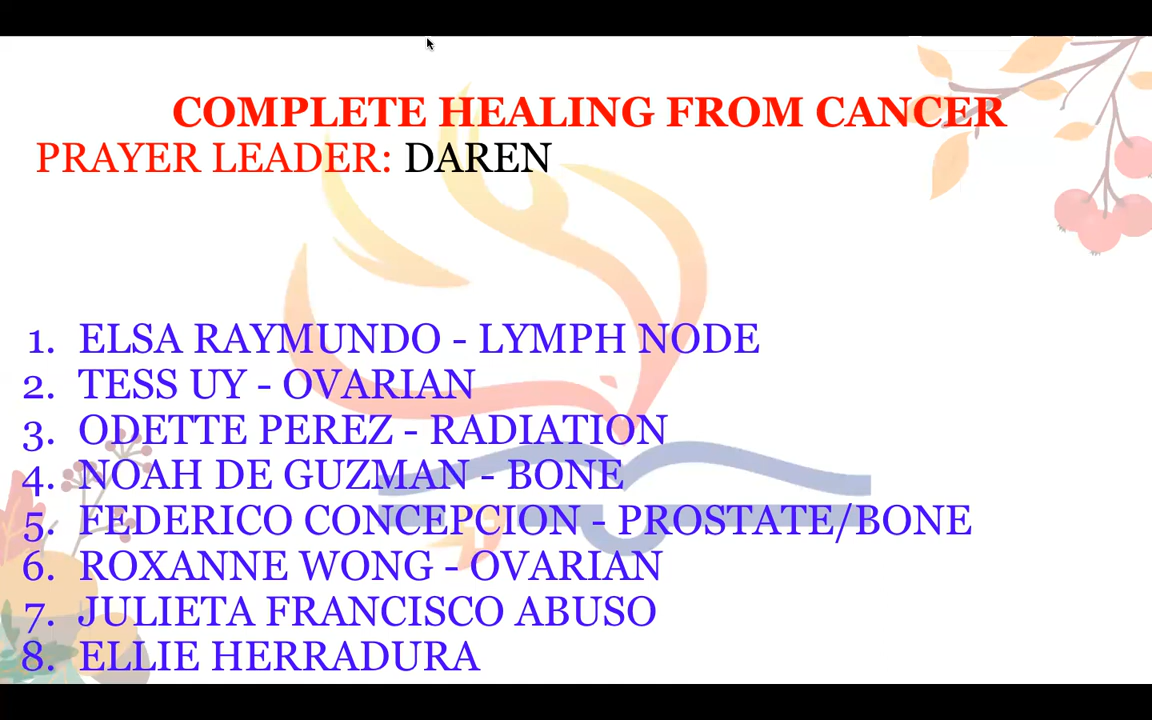 COMPLETE HEALING FROM CANCER
PRAYER LEADER: DAREN
1. ELSA RAYMUNDO - LYMPH NODE
2. TESS UY - OVARIAN
3. ODETTE PEREZ - RADIATION
4. NOAH DE GUZMAN - BONE
5. FEDERICO CONCEPCION - PROSTATE/BONE
6. ROXANNE WONG - OVARIAN
7. JULIETA FRANCISCO ABUSO
8. ELLIE HERRADURA